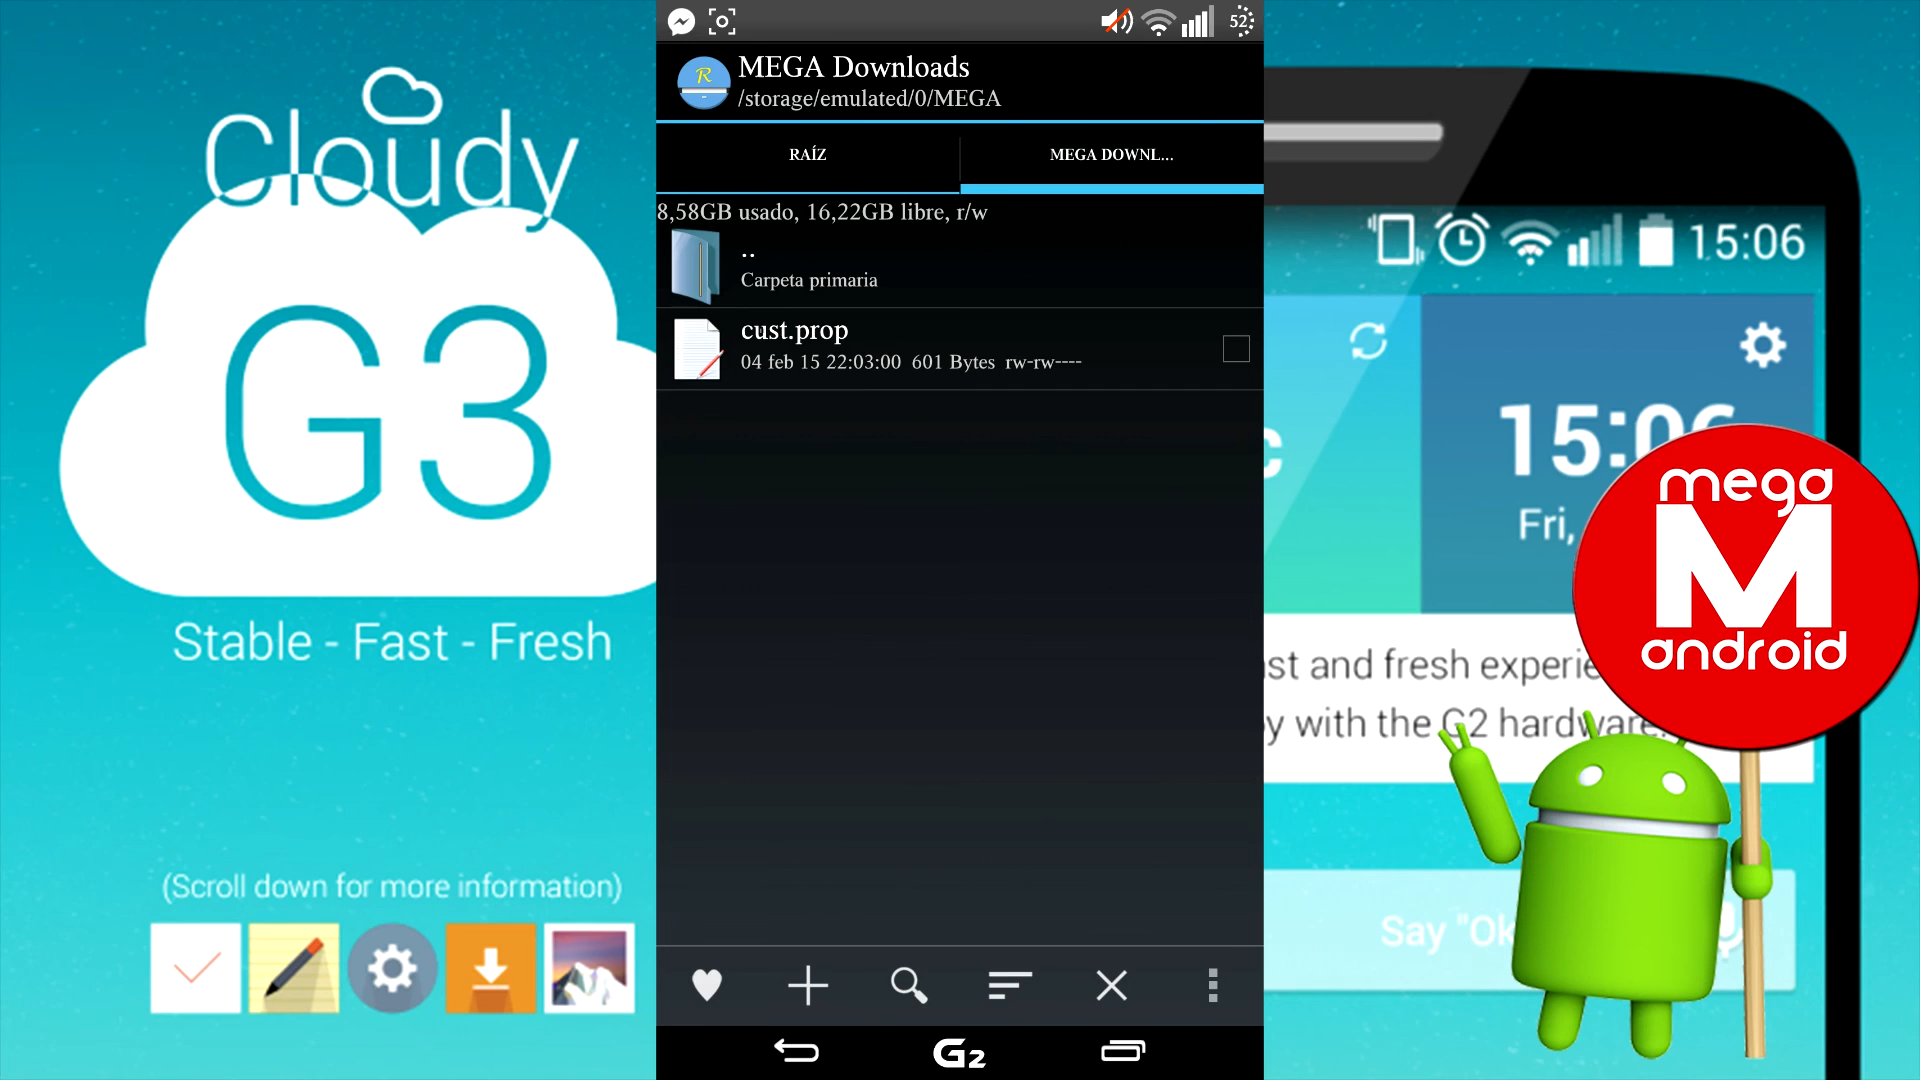 Cloudy
G3
Stable - Fast - Fresh
(Scroll down for more information)
52
R
MEGA Downloads
/storage/emulated/0/MEGA
RAÍZ
MEGA DOWNL...
8,58GB usado, 16,22GB libre, r/w
..
Carpeta primaria
cust.prop
04 feb 15 22:03:00 601 Bytes rw-rw----
G2
15:06
c
15:06
Fri,
st and fresh experie
y with the G2 hardware.
Say "Ok
mega
M
android